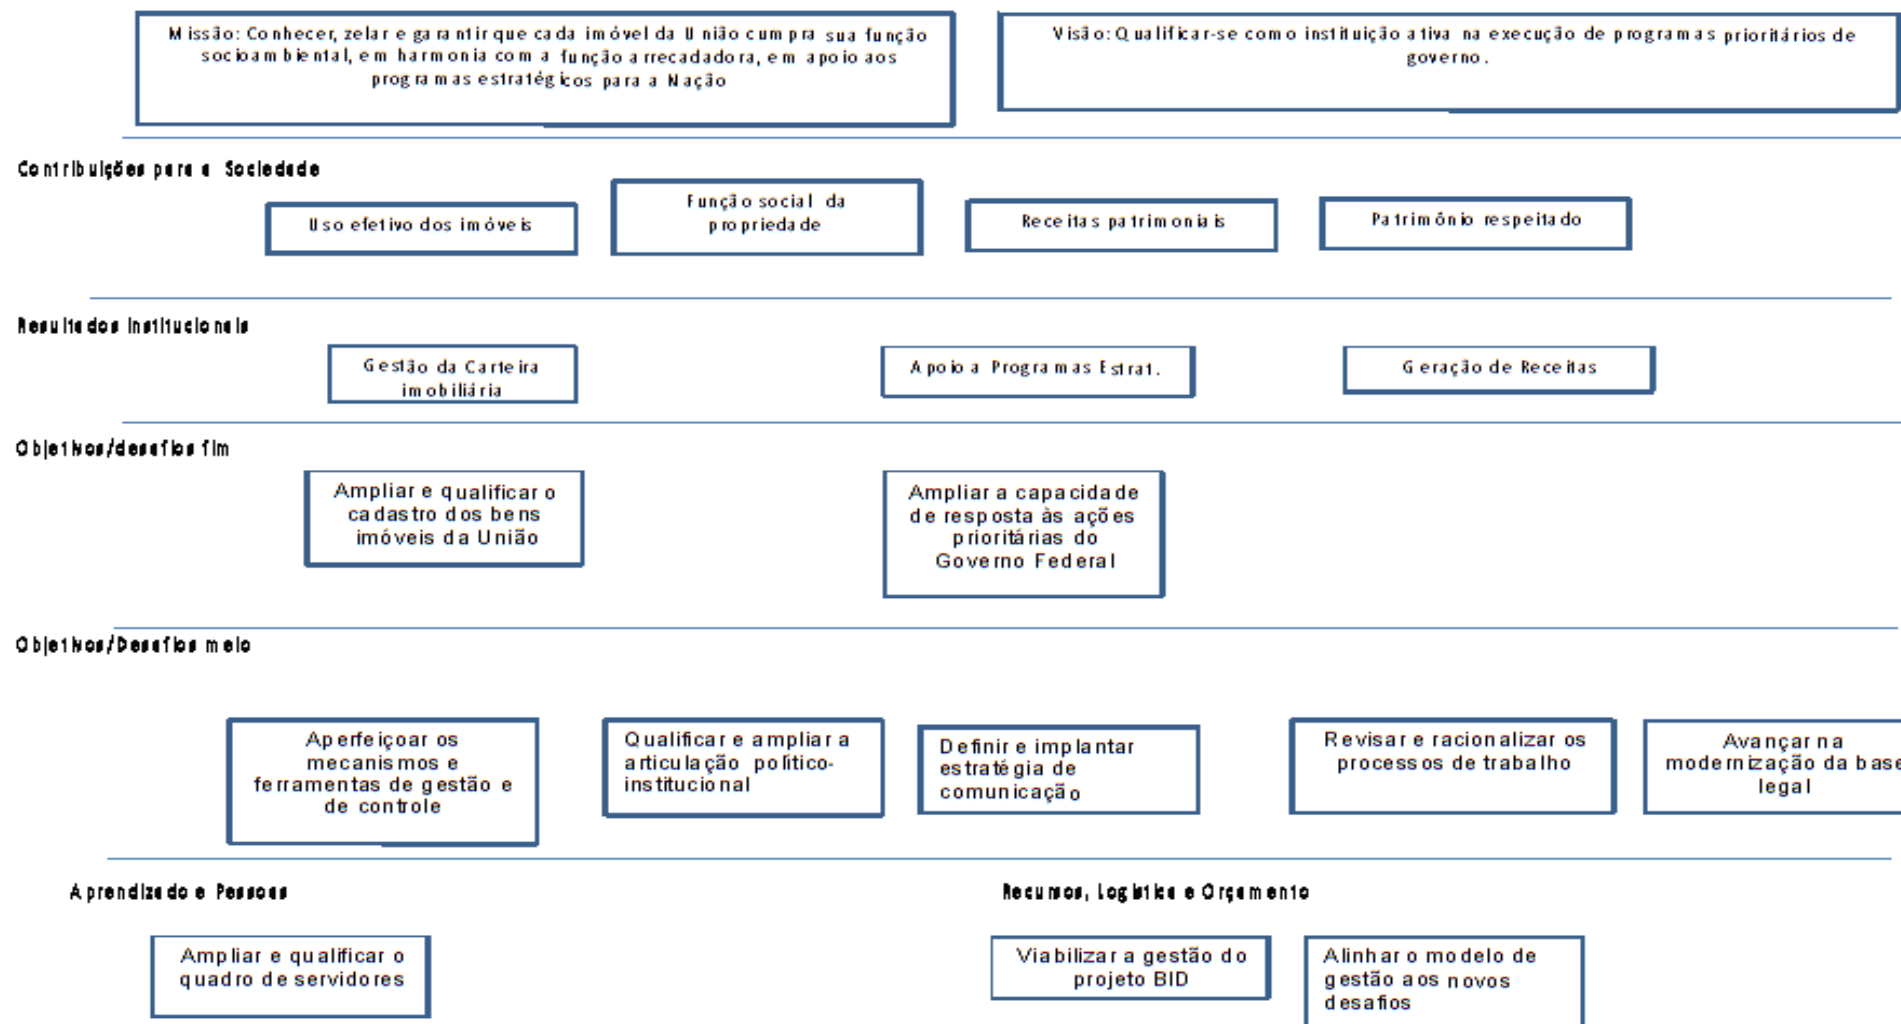 Missão: Conhecer, zelar e garantir que cada imóvel da União cumpra sua função
socioambiental, em harmonia com a função arrecadadora, em apoio aos
programas estratégicos para a Nação
Visão: Qualificar-se como instituição ativa na execução de programas prioritários de
governo.
Contribuições para a Sociedade
Uso efetivo dos imóveis
Função social da
propriedade
Receitas patrimoniais
Patrimônio respeitado
Resultados Institucionais
Gestão da Carteira
imobiliária
Apoio a Programas Estrat.
Geração de Receitas
Objetivos/desafios fim
Ampliar e qualificar o
cadastro dos bens
imóveis da União
Ampliar a capacidade
de resposta às ações
prioritárias do
Governo Federal
Objetivos/Desafios meio
Aperfeiçoar os
mecanismos e
ferramentas de gestão e
de controle
Qualificar e ampliar a
articulação político-
institucional
Definir e implantar
estratégia de
comunicação
Revisar e racionalizar os
processos de trabalho
Avançar na
modernização da base
legal
Aprendizado e Pessoas
Recursos, Logística e Orçamento
Ampliar e qualificar o
quadro de servidores
Viabilizar a gestão do
projeto BID
Alinhar o modelo de
gestão aos novos
desafios